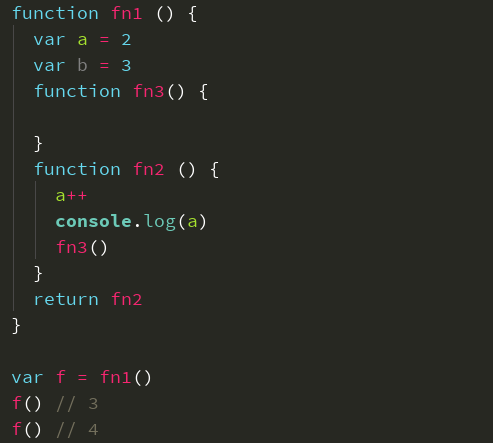 function fn1 () {
  var a = 2
  var b = 3
  function fn3() {

  }
  function fn2 () {
    a++
    console.log(a)
    fn3()
  }
  return fn2
}

var f = fn1()
f() // 3
f() // 4